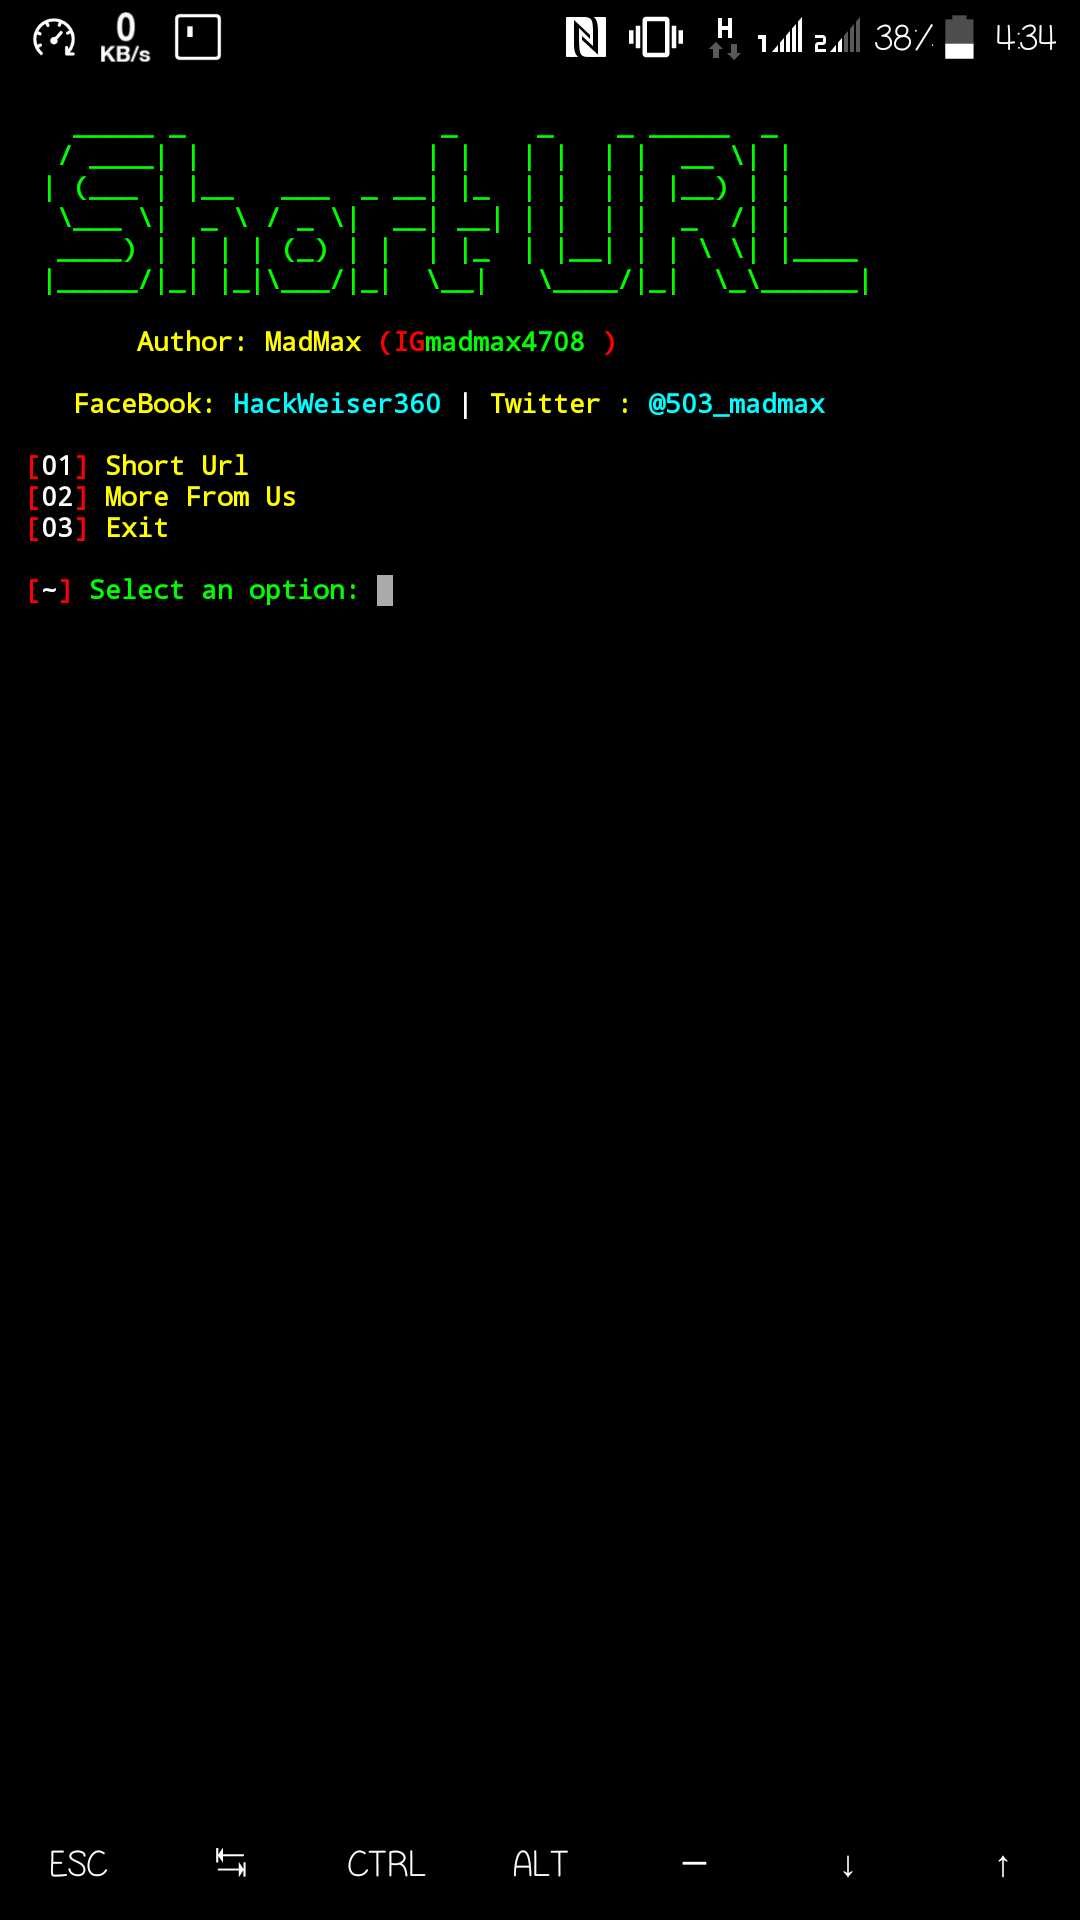 0 KB/s H 1 2 38% 4:34
Short URL
Author: MadMax (IGmadmax4708 )
FaceBook: HackWeiser360 | Twitter : @503_madmax
[01] Short Url
[02] More From Us
[03] Exit
[~] Select an option:
ESC ⇆ CTRL ALT — ↓ ↑